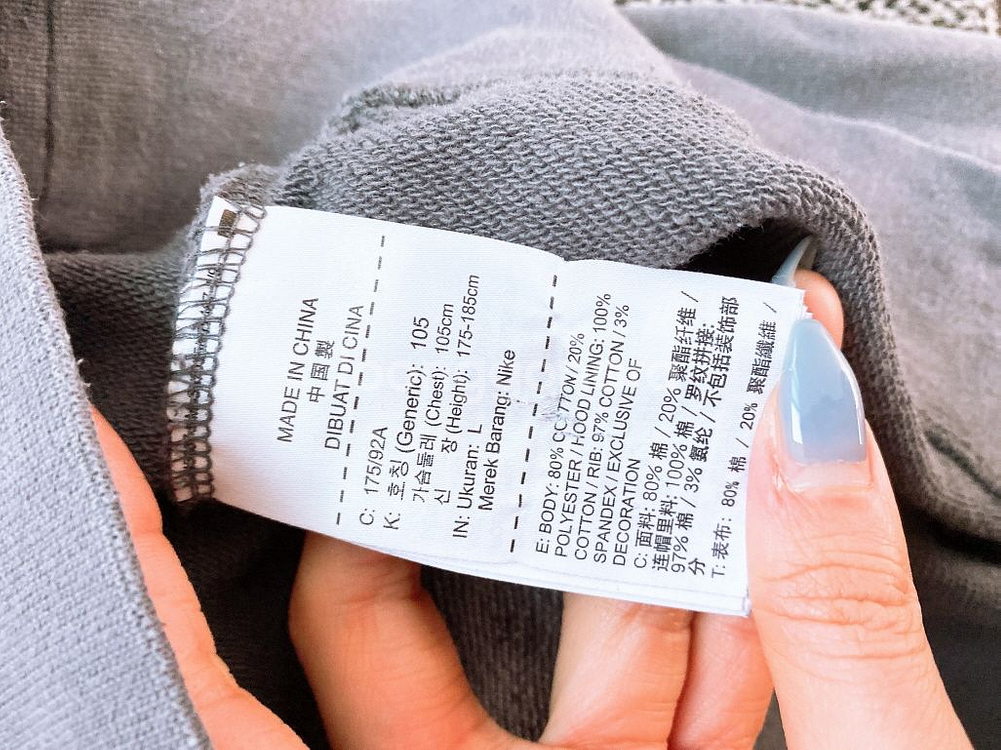 MADE IN CHINA
中國製
DIBUAT DI CINA
C: 175/92A
K: 호칭 (Generic): 105
가슴둘레 (Chest): 105cm
신 장 (Height): 175-185cm
IN: Ukuran: L
Merek Barang: Nike
E: BODY: 80% COTTON / 20%
POLYESTER / HOOD LINING: 100%
COTTON / RIB: 97% COTTON / 3%
SPANDEX / EXCLUSIVE OF
DECORATION
C: 面料: 80% 棉 / 20% 聚酯纤维 /
连帽里料: 100% 棉 / 罗纹拼接:
97% 棉 / 3% 氨纶 / 不包括装饰部
分
T: 表布: 80% 棉 / 20% 聚酯纖維 /